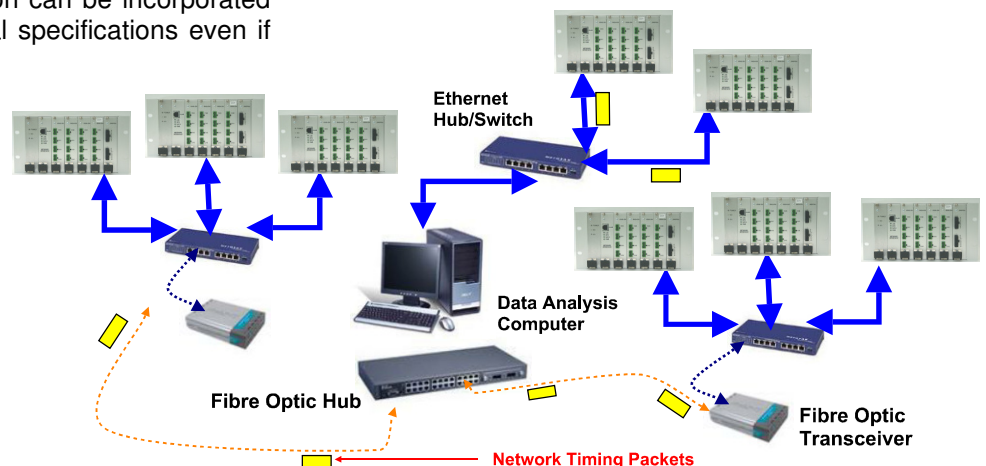 on can be incorporated
al specifications even if
Ethernet
Hub/Switch
Data Analysis
Computer
Fibre Optic Hub
Fibre Optic
Transceiver
Network Timing Packets